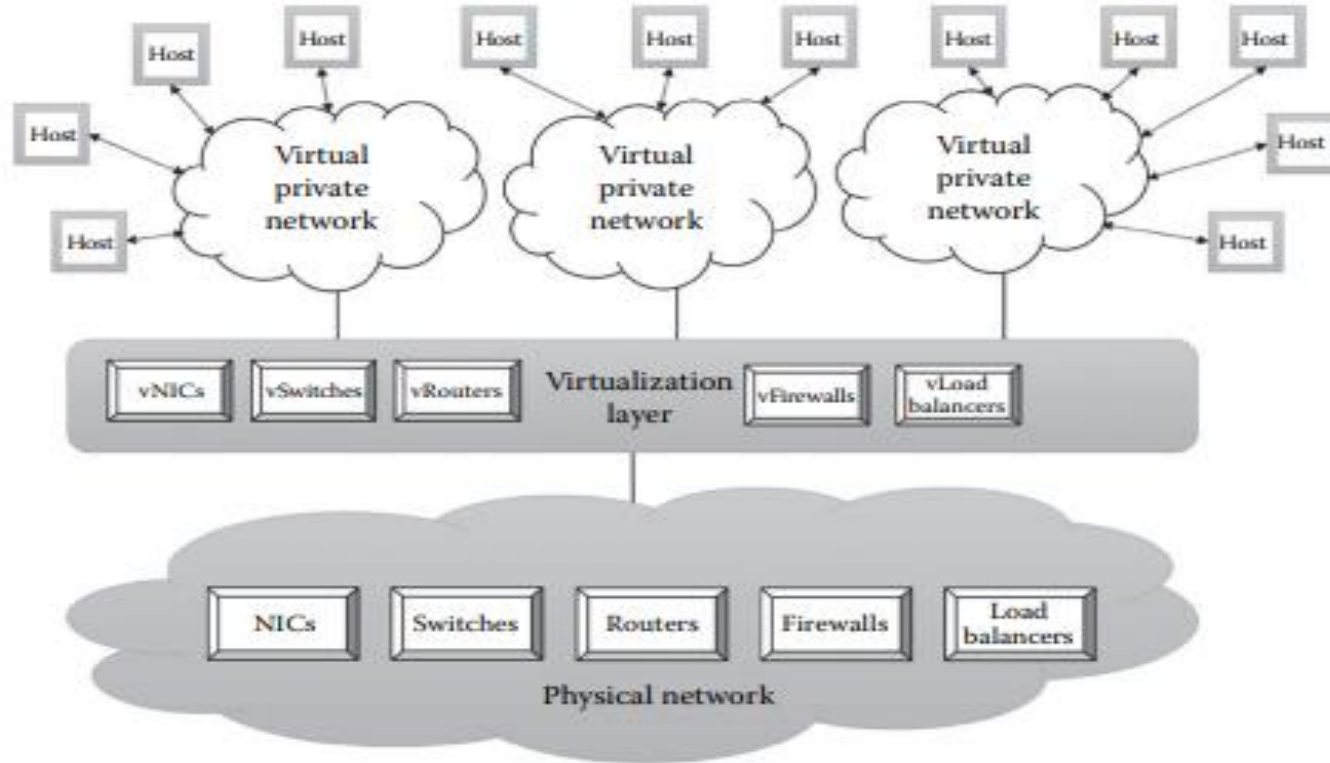 Host
Host
Host
Host
Host
Host
Host
Host
Host
Host
Host
Host
Virtual
private
network
Virtual
private
network
Virtual
private
network
vNICs
vSwitches
vRouters
Virtualization
layer
vFirewalls
vLoad
balancers
NICs
Switches
Routers
Firewalls
Load
balancers
Physical network